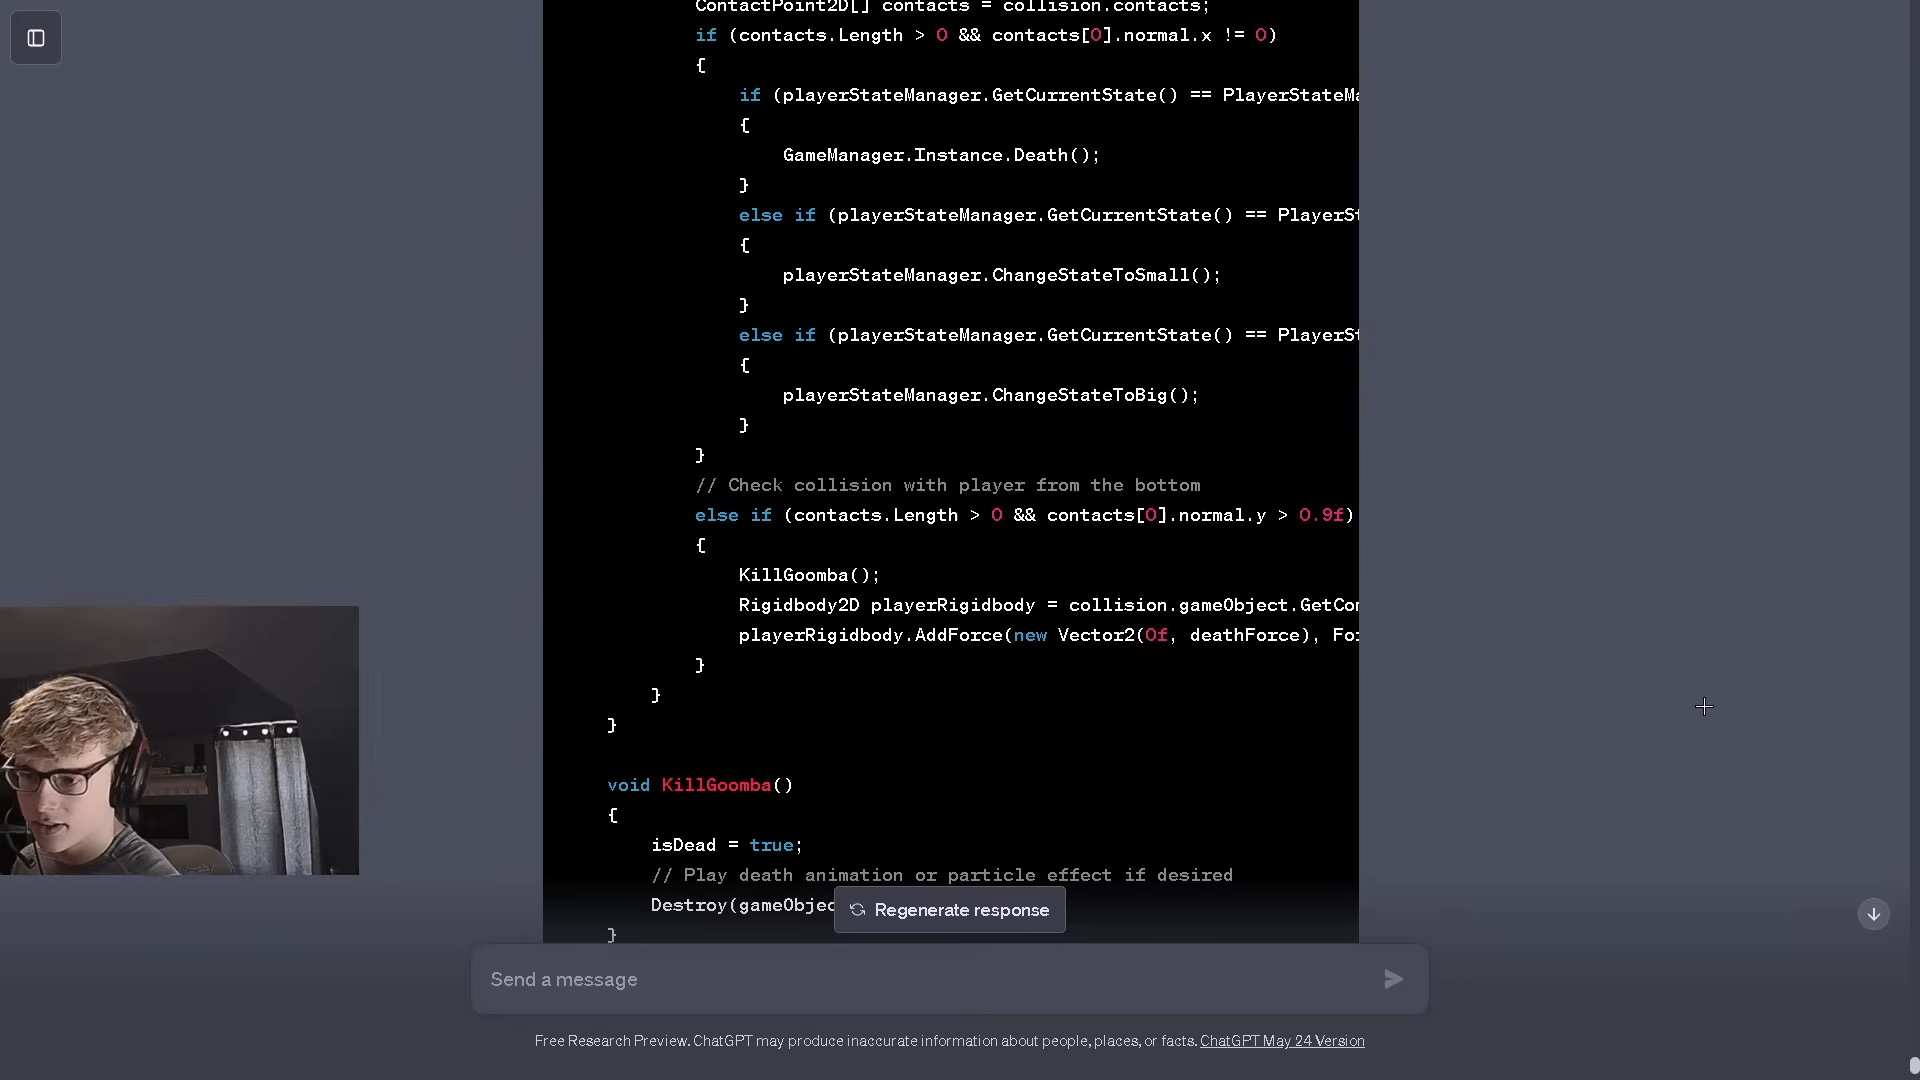 ContactPoint2D[] contacts = collision.contacts;
if (contacts.Length > 0 && contacts[0].normal.x != 0)
{
if (playerStateManager.GetCurrentState() == PlayerStateMa
{
GameManager.Instance.Death();
}
else if (playerStateManager.GetCurrentState() == PlayerSt
{
playerStateManager.ChangeStateToSmall();
}
else if (playerStateManager.GetCurrentState() == PlayerSt
{
playerStateManager.ChangeStateToBig();
}
}
// Check collision with player from the bottom
else if (contacts.Length > 0 && contacts[0].normal.y > 0.9f)
{
KillGoomba();
Rigidbody2D playerRigidbody = collision.gameObject.GetCom
playerRigidbody.AddForce(new Vector2(0f, deathForce), For
}
}
}
void KillGoomba()
{
isDead = true;
// Play death animation or particle effect if desired
Destroy(gameObjec
}
Regenerate response
Send a message
Free Research Preview. ChatGPT may produce inaccurate information about people, places, or facts. ChatGPT May 24 Version